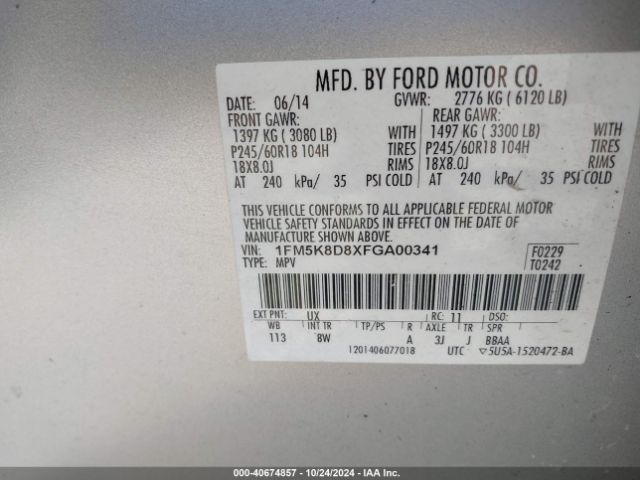 MFD. BY FORD MOTOR CO.
DATE: 06/14 GVWR: 2776 KG ( 6120 LB)
FRONT GAWR: REAR GAWR:
1397 KG ( 3080 LB) WITH 1497 KG ( 3300 LB) WITH
P245/60R18 104H TIRES P245/60R18 104H TIRES
18X8.0J RIMS 18X8.0J RIMS
AT 240 kPa/ 35 PSI COLD AT 240 kPa/ 35 PSI COLD
THIS VEHICLE CONFORMS TO ALL APPLICABLE FEDERAL MOTOR
VEHICLE SAFETY STANDARDS IN EFFECT ON THE DATE OF
MANUFACTURE SHOWN ABOVE.
VIN: 1FM5K8D8XFGA00341 F0229
TYPE: MPV T0242
EXT PNT: UX RC: 11 DSO:
WB INT TR TP/PS R AXLE TR SPR
113 8W A 3J J BBAA
1201406077018 UTC ▽5U5A-1520472-BA
000-40674857 - 10/24/2024 - IAA Inc.